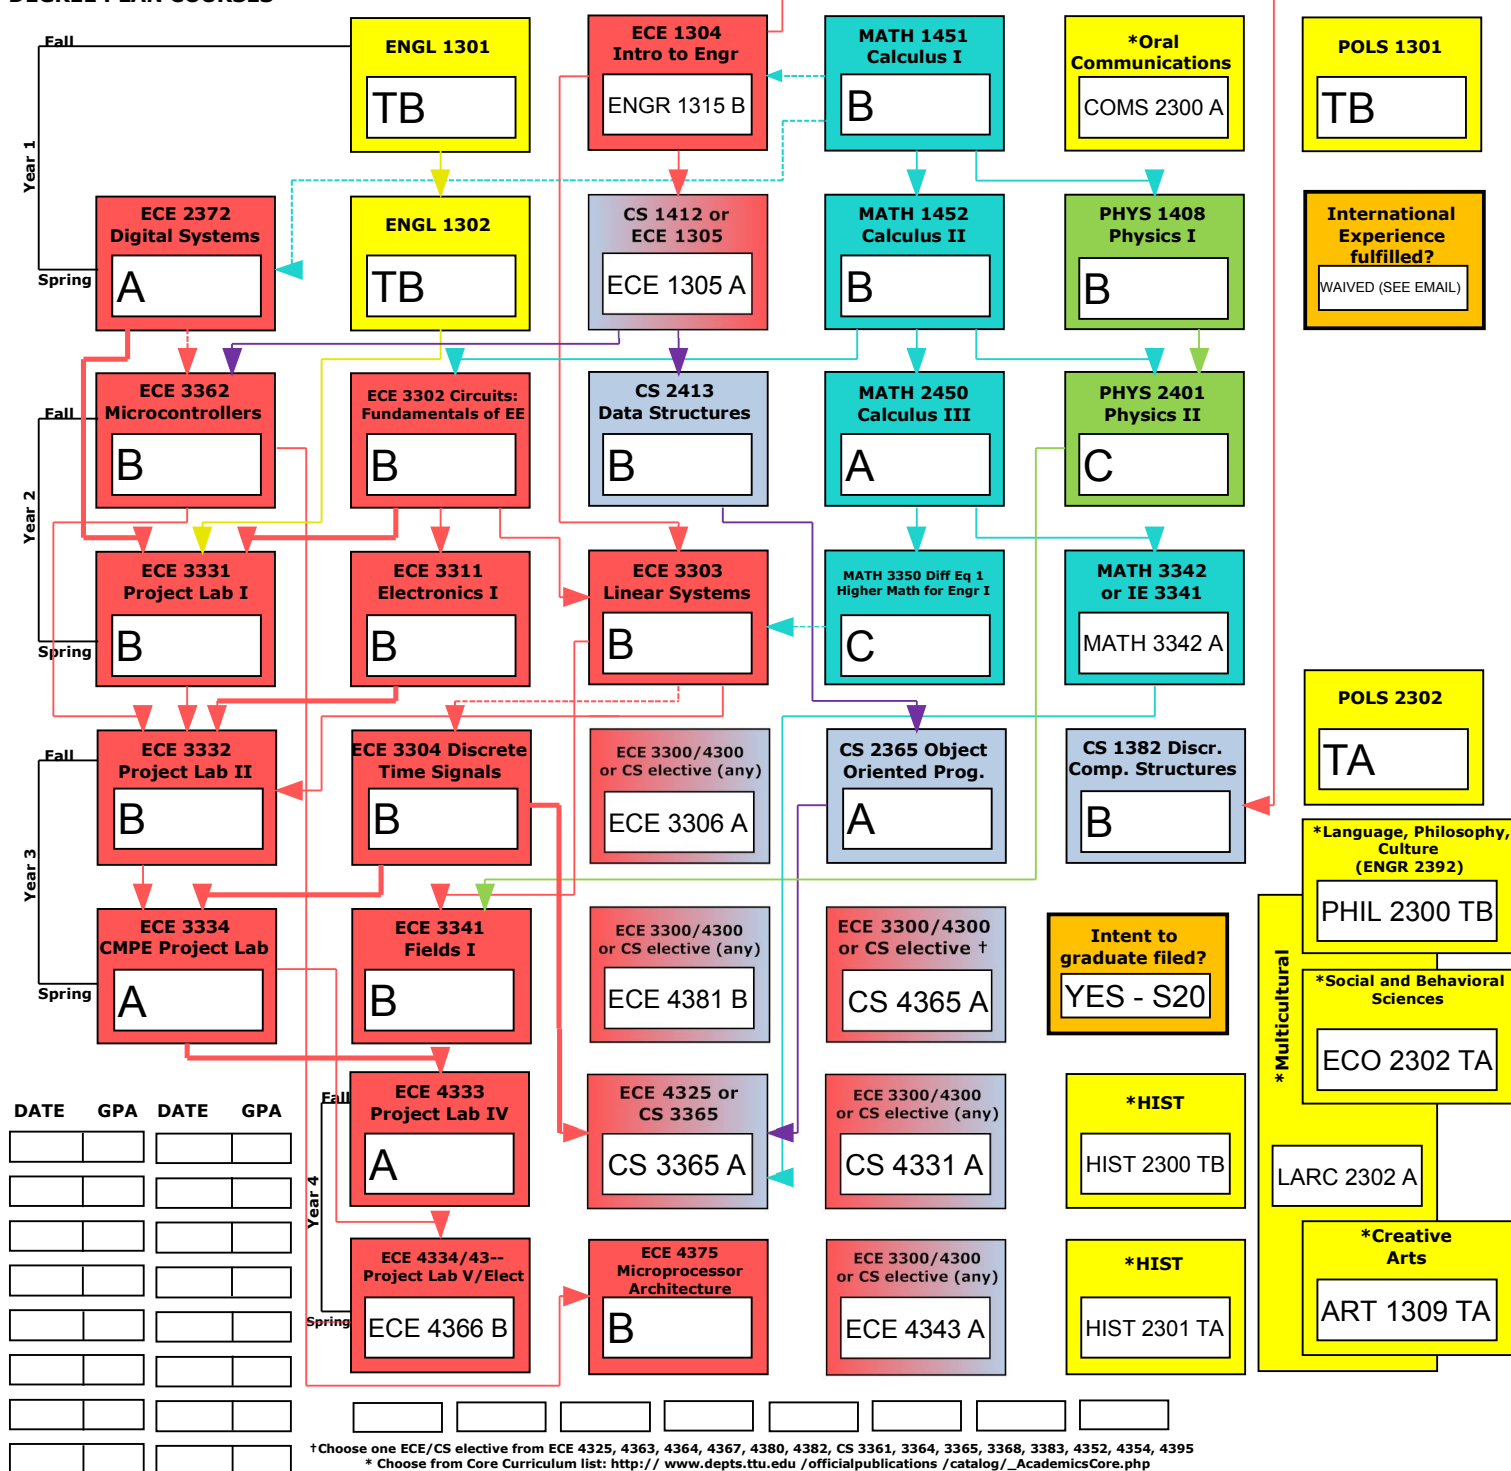 DEGREE PLAN COURSES
Fall
Year 1
Spring
ENGL 1301
TB
ECE 1304
Intro to Engr
ENGR 1315 B
MATH 1451
Calculus I
B
*Oral
Communications
COMS 2300 A
POLS 1301
TB
ECE 2372
Digital Systems
A
ENGL 1302
TB
CS 1412 or
ECE 1305
ECE 1305 A
MATH 1452
Calculus II
B
PHYS 1408
Physics I
B
International
Experience
fulfilled?
WAIVED (SEE EMAIL)
Fall
Year 2
Spring
ECE 3362
Microcontrollers
B
ECE 3302 Circuits:
Fundamentals of EE
B
CS 2413
Data Structures
B
MATH 2450
Calculus III
A
PHYS 2401
Physics II
C
ECE 3331
Project Lab I
B
ECE 3311
Electronics I
B
ECE 3303
Linear Systems
B
MATH 3350 Diff Eq 1
Higher Math for Engr I
C
MATH 3342
or IE 3341
MATH 3342 A
POLS 2302
TA
Fall
Year 3
Spring
ECE 3332
Project Lab II
B
ECE 3304 Discrete
Time Signals
B
ECE 3300/4300
or CS elective (any)
ECE 3306 A
CS 2365 Object
Oriented Prog.
A
CS 1382 Discr.
Comp. Structures
B
*Language, Philosophy,
Culture
(ENGR 2392)
PHIL 2300 TB
ECE 3334
CMPE Project Lab
A
ECE 3341
Fields I
B
ECE 3300/4300
or CS elective (any)
ECE 4381 B
ECE 3300/4300
or CS elective †
CS 4365 A
Intent to
graduate filed?
YES - S20
*Multicultural
*Social and Behavioral
Sciences
ECO 2302 TA
DATE GPA DATE GPA
Fall
Year 4
Spring
ECE 4333
Project Lab IV
A
ECE 4325 or
CS 3365
CS 3365 A
ECE 3300/4300
or CS elective (any)
CS 4331 A
*HIST
HIST 2300 TB
LARC 2302 A
ECE 4334/43--
Project Lab V/Elect
ECE 4366 B
ECE 4375
Microprocessor
Architecture
B
ECE 3300/4300
or CS elective (any)
ECE 4343 A
*HIST
HIST 2301 TA
*Creative
Arts
ART 1309 TA
†Choose one ECE/CS elective from ECE 4325, 4363, 4364, 4367, 4380, 4382, CS 3361, 3364, 3365, 3368, 3383, 4352, 4354, 4395
* Choose from Core Curriculum list: http:// www.depts.ttu.edu /officialpublications /catalog/_AcademicsCore.php